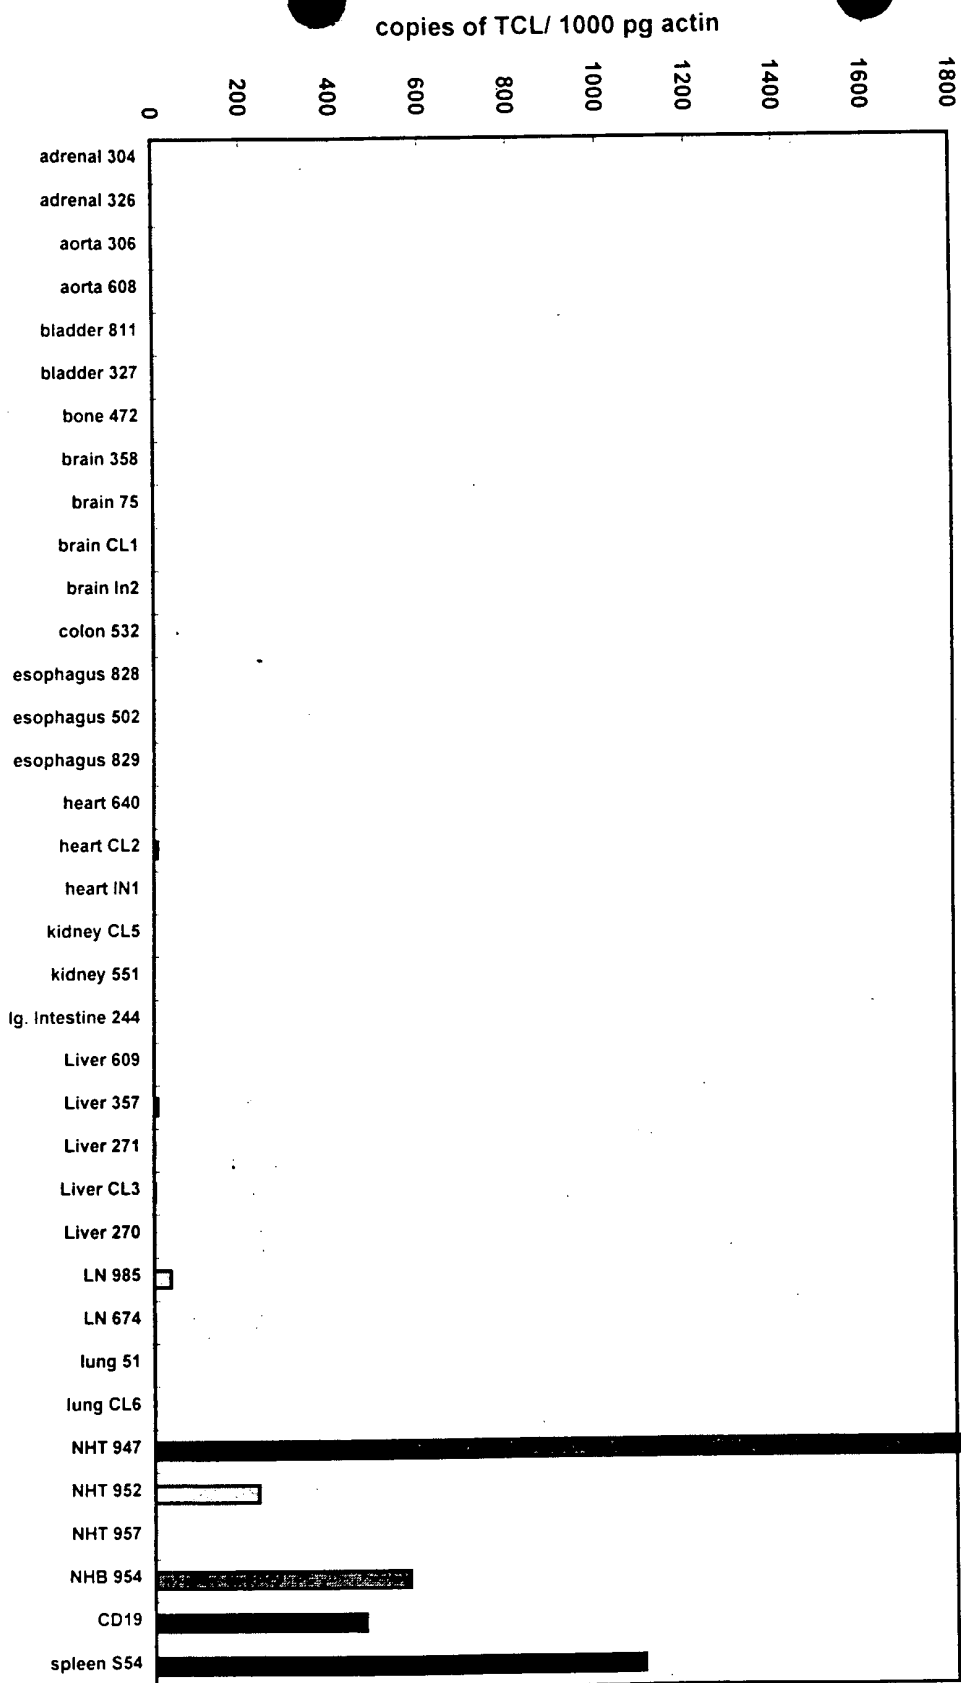 copies of TCL/ 1000 pg actin
0
200
400
600
800
1000
1200
1400
1600
1800
adrenal 304
adrenal 326
aorta 306
aorta 608
bladder 811
bladder 327
bone 472
brain 358
brain 75
brain CL1
brain In2
colon 532
esophagus 828
esophagus 502
esophagus 829
heart 640
heart CL2
heart IN1
kidney CL5
kidney 551
lg. Intestine 244
Liver 609
Liver 357
Liver 271
Liver CL3
Liver 270
LN 985
LN 674
lung 51
lung CL6
NHT 947
NHT 952
NHT 957
NHB 954
CD19
spleen S54